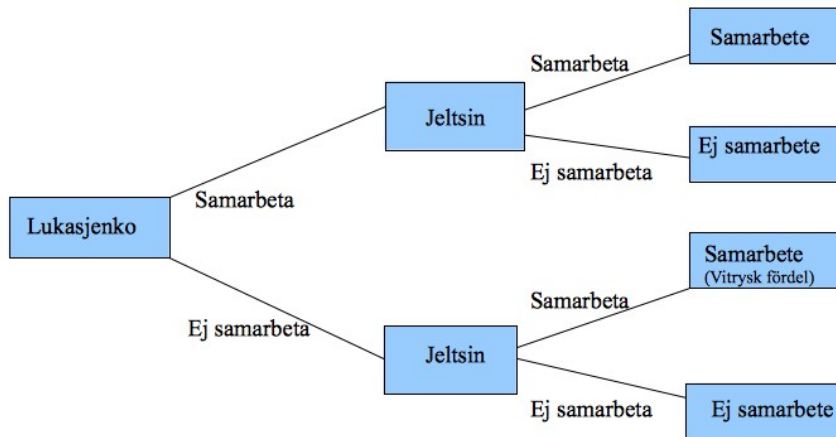 Samarbete
Samarbeta
Jeltsin
Ej samarbete
Ej samarbeta
Samarbeta
Lukasjenko
Samarbete
(Vitrysk fördel)
Samarbeta
Ej samarbeta
Jeltsin
Ej samarbeta
Ej samarbete